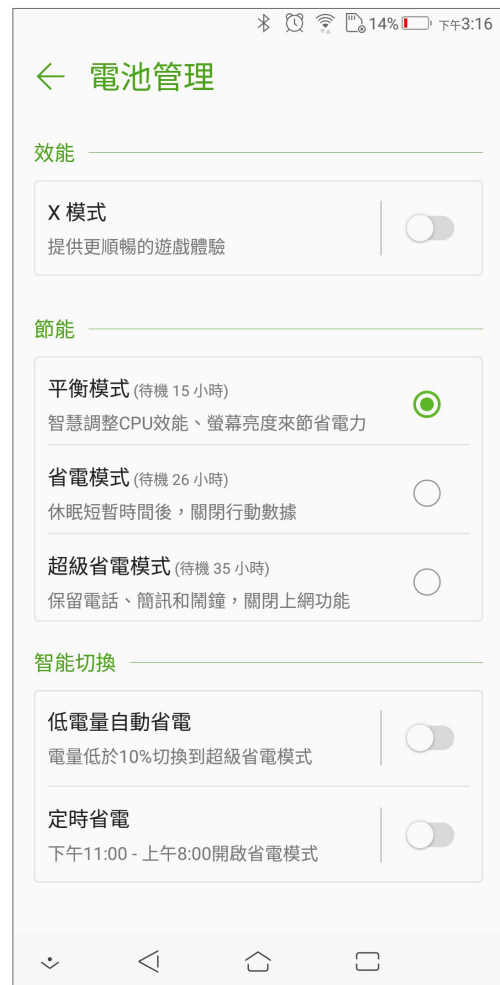 14% 下午3:16
電池管理
效能
X 模式
提供更順暢的遊戲體驗
節能
平衡模式 (待機 15 小時)
智慧調整CPU效能、螢幕亮度來節省電力
省電模式 (待機 26 小時)
休眠短暫時間後，關閉行動數據
超級省電模式 (待機 35 小時)
保留電話、簡訊和鬧鐘，關閉上網功能
智能切換
低電量自動省電
電量低於10%切換到超級省電模式
定時省電
下午11:00 - 上午8:00開啟省電模式